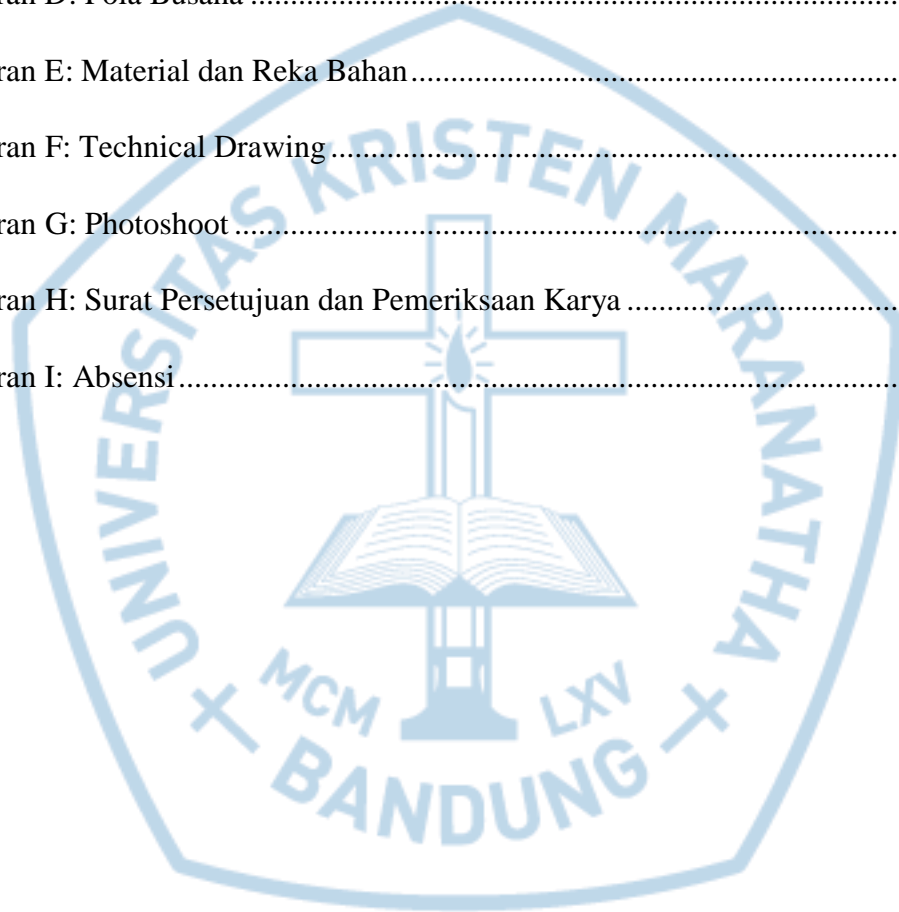 ran D: Pola Busana ........................................................................................
ran E: Material dan Reka Bahan ............................................................
ran F: Technical Drawing ......................................................................
ran G: Photoshoot ..................................................................................
ran H: Surat Persetujuan dan Pemeriksaan Karya ..................................
ran I: Absensi .........................................................................................
UNIVERSITAS KRISTEN MARANATHA
MCM LXV
BANDUNG